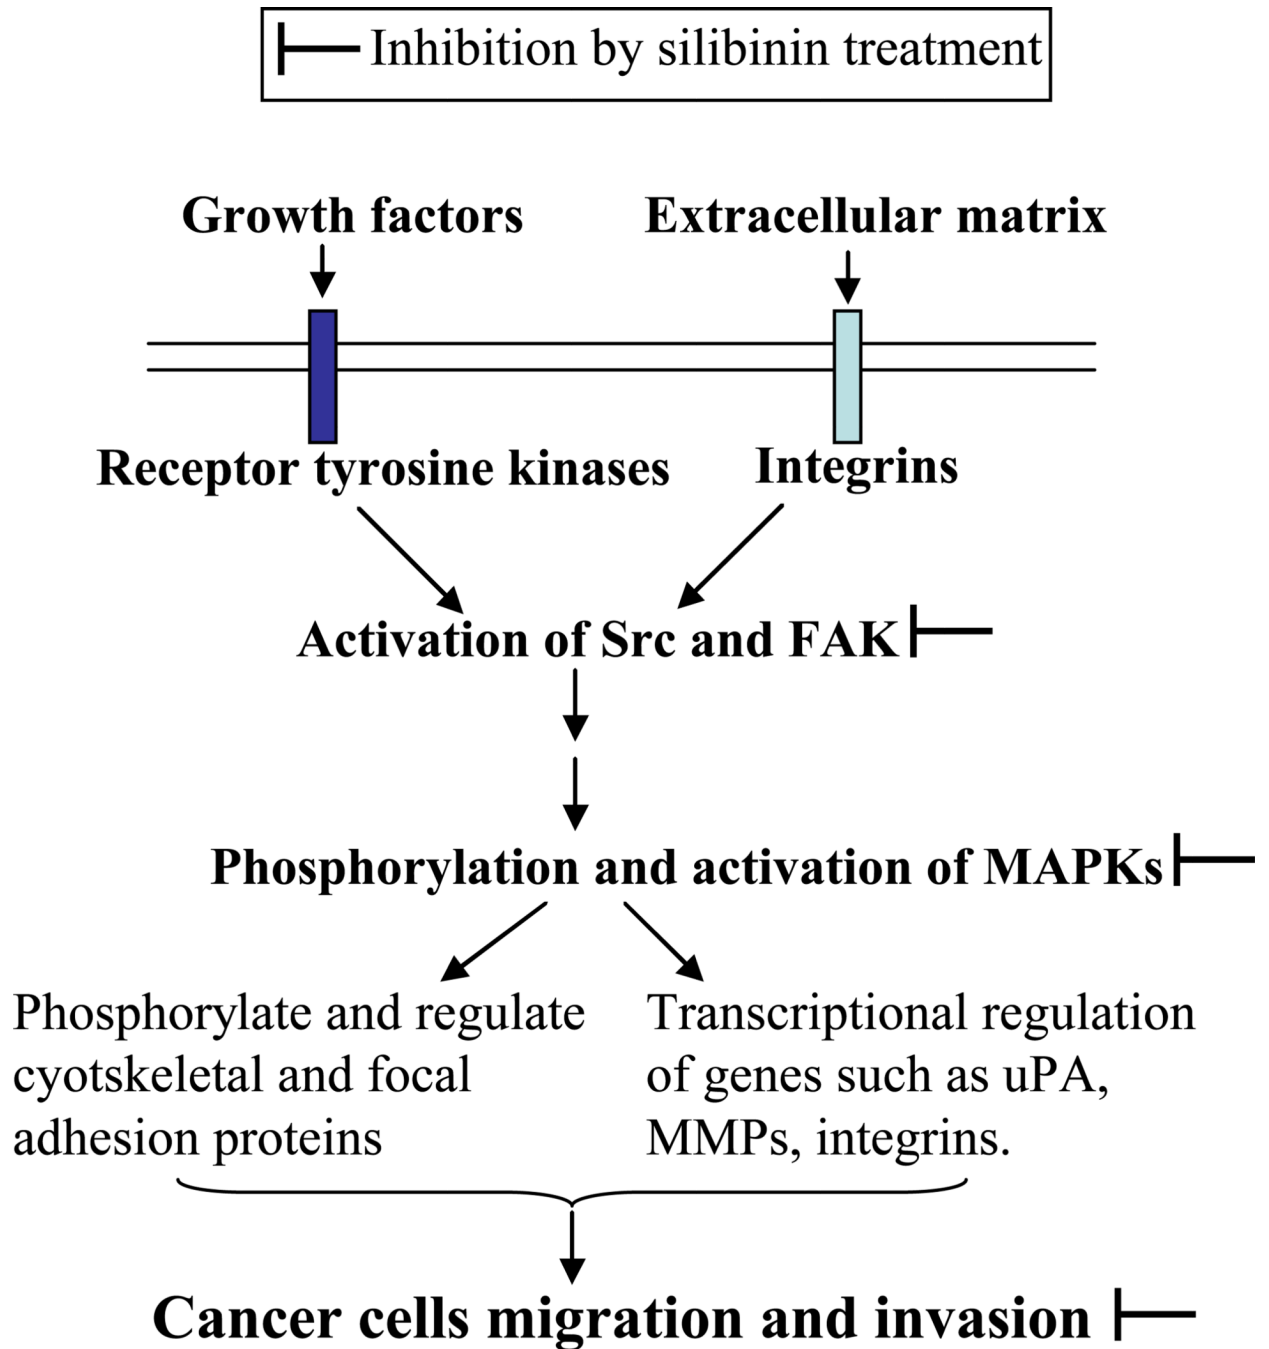 Inhibition by silibinin treatment
Growth factors
Extracellular matrix
Receptor tyrosine kinases
Integrins
Activation of Src and FAK
Phosphorylation and activation of MAPKs
Phosphorylate and regulate
cyotskeletal and focal
adhesion proteins
Transcriptional regulation
of genes such as uPA,
MMPs, integrins.
Cancer cells migration and invasion